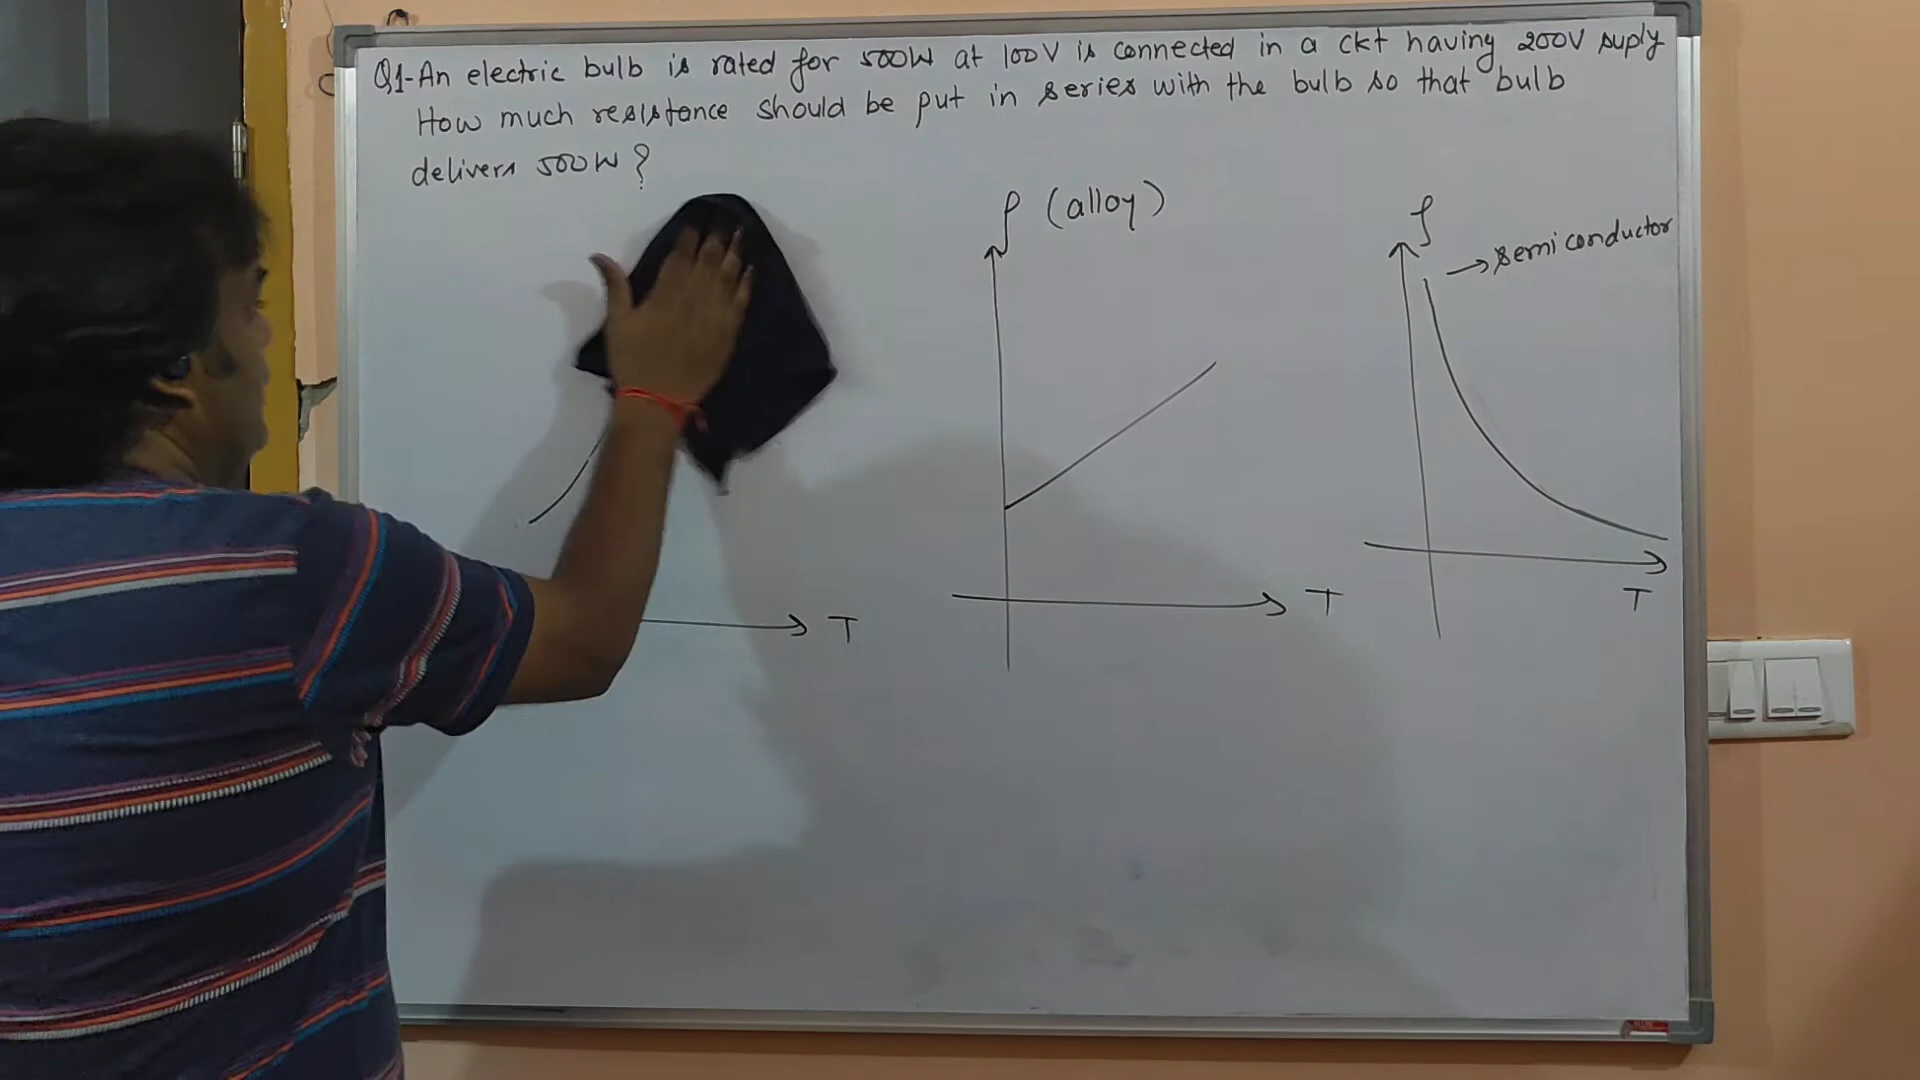 Q1-An electric bulb is rated for 500W at 100V is connected in a ckt having 200V suply
How much resistance should be put in series with the bulb so that bulb
delivers 500W?
ρ (alloy)
ρ
→semiconductor
T
T
T